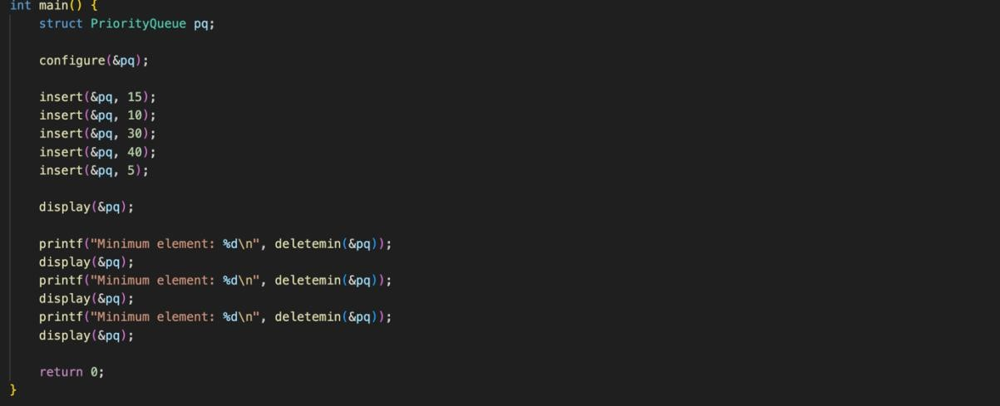 int main() {
    struct PriorityQueue pq;

    configure(&pq);

    insert(&pq, 15);
    insert(&pq, 10);
    insert(&pq, 30);
    insert(&pq, 40);
    insert(&pq, 5);

    display(&pq);

    printf("Minimum element: %d\n", deletemin(&pq));
    display(&pq);
    printf("Minimum element: %d\n", deletemin(&pq));
    display(&pq);
    printf("Minimum element: %d\n", deletemin(&pq));
    display(&pq);

    return 0;
}